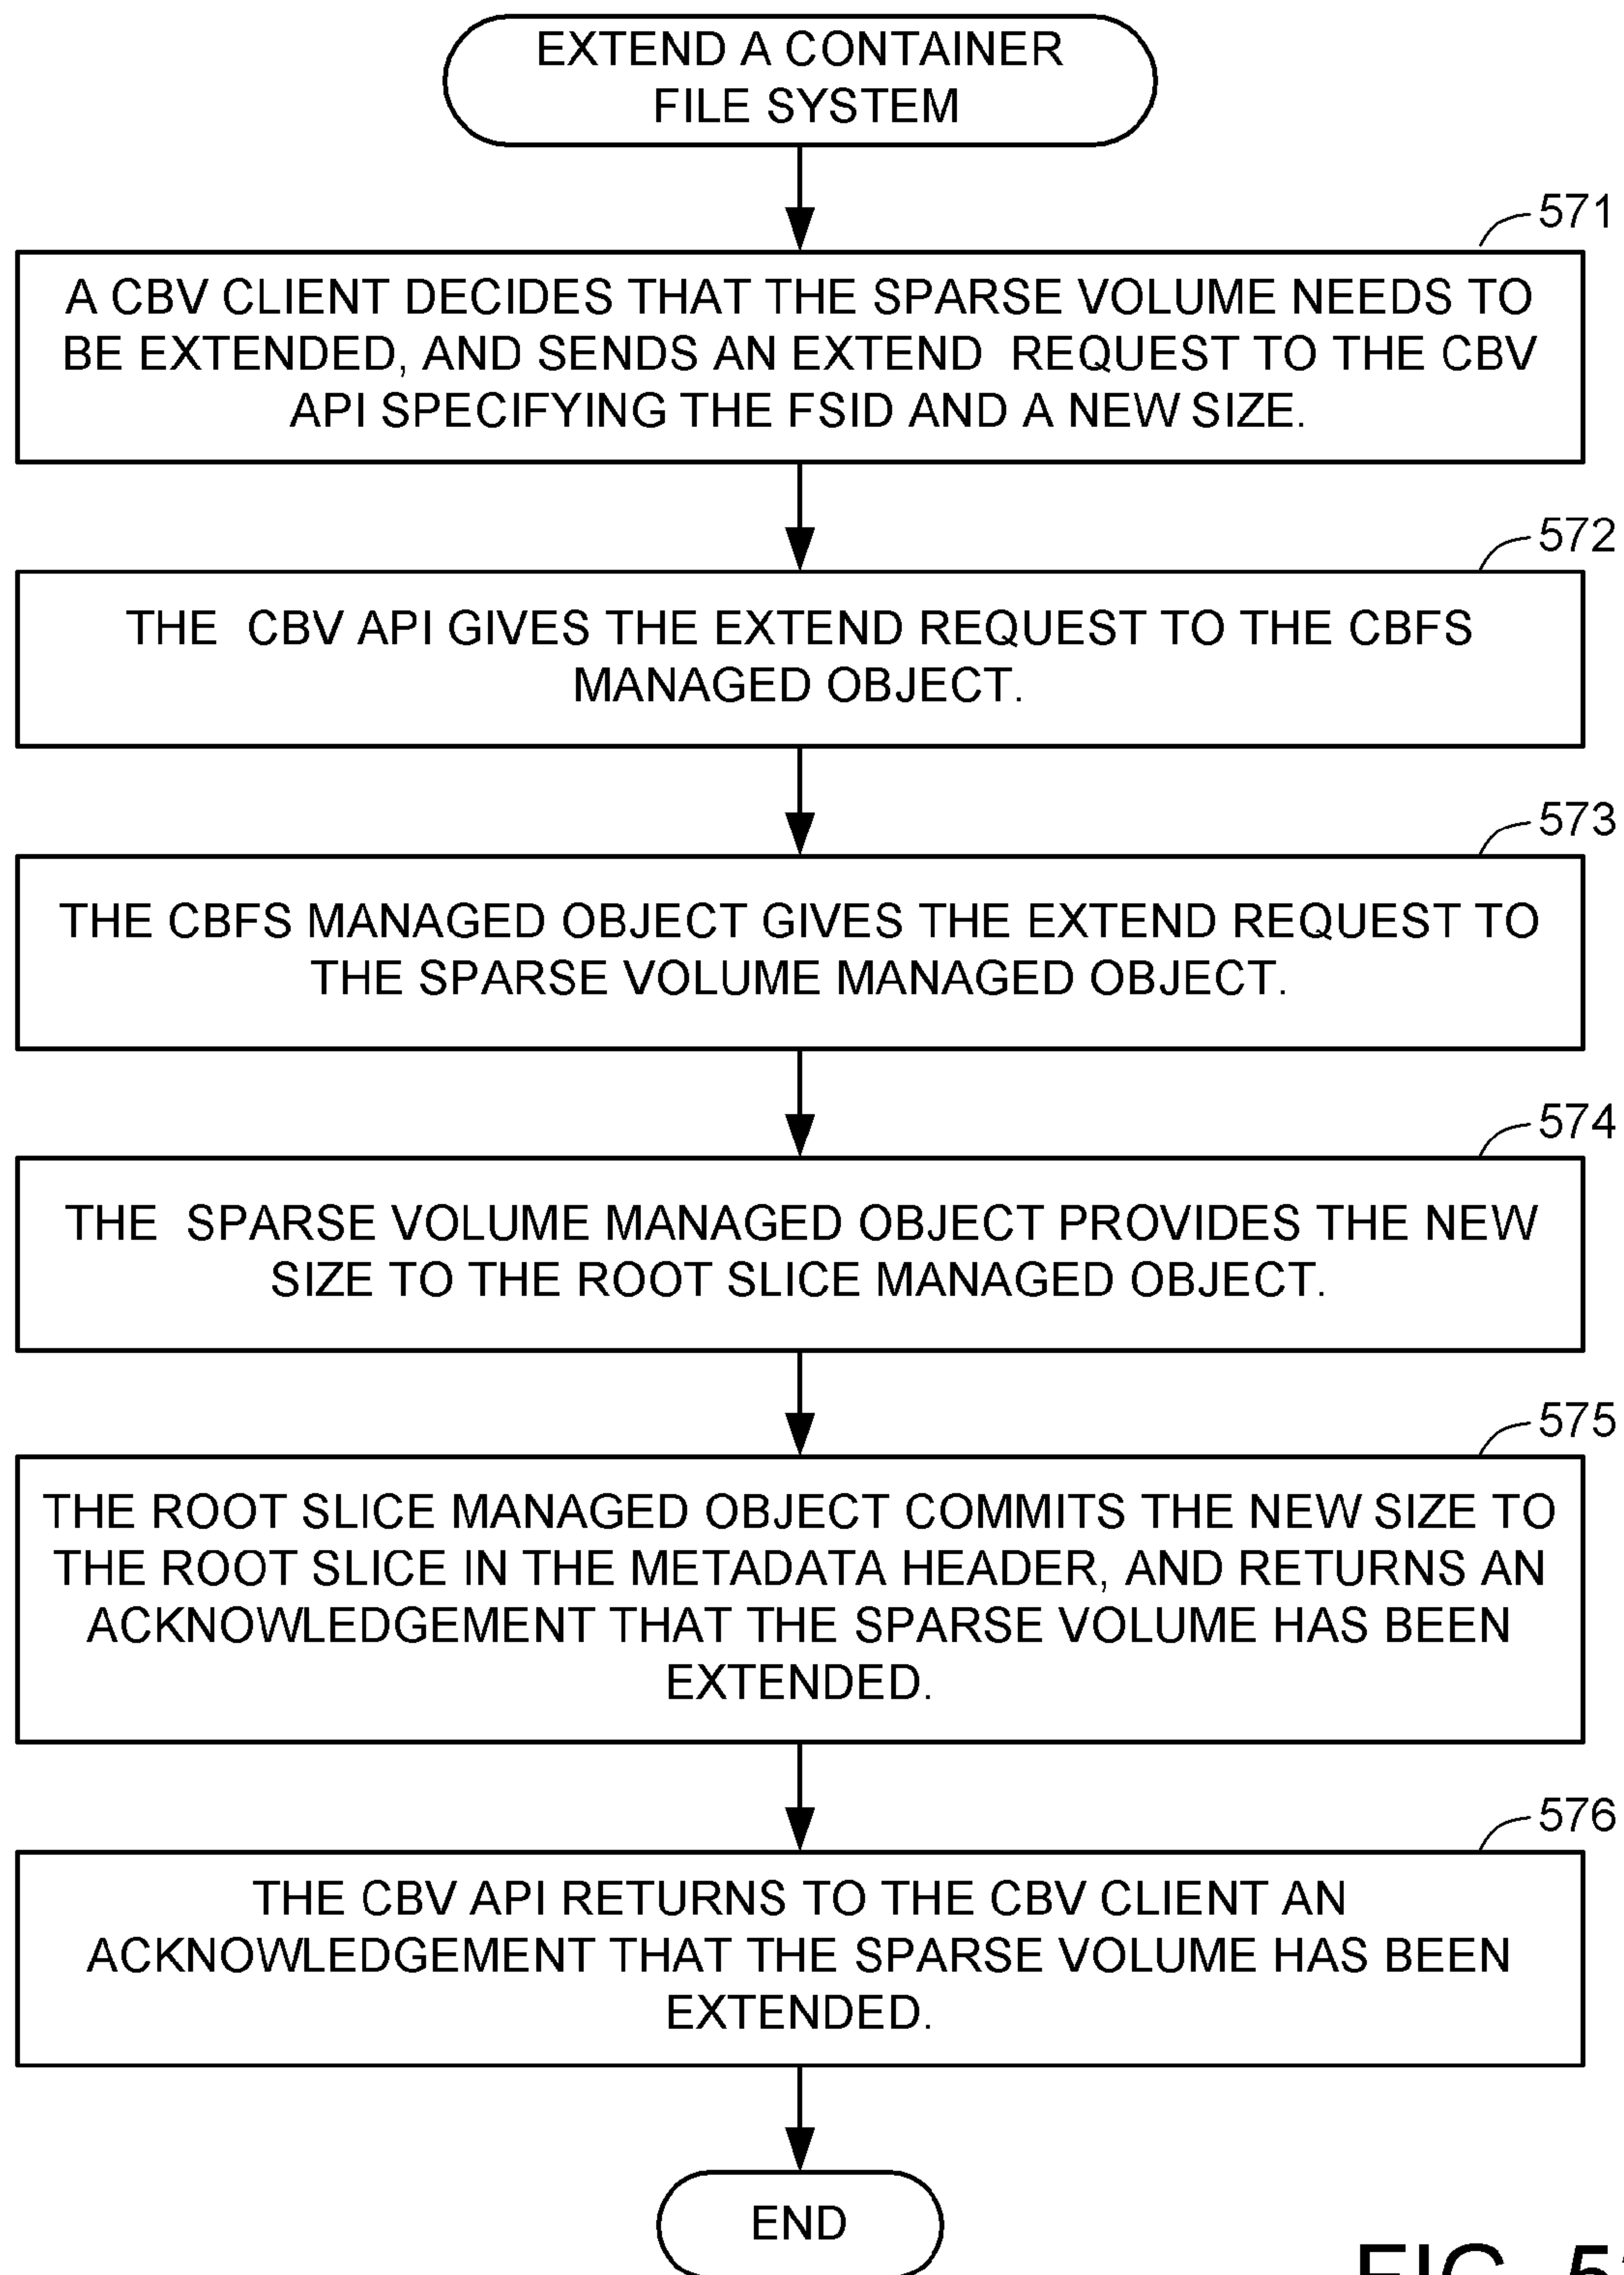 EXTEND A CONTAINER
FILE SYSTEM
571
A CBV CLIENT DECIDES THAT THE SPARSE VOLUME NEEDS TO
BE EXTENDED, AND SENDS AN EXTEND REQUEST TO THE CBV
API SPECIFYING THE FSID AND A NEW SIZE.
572
THE CBV API GIVES THE EXTEND REQUEST TO THE CBFS
MANAGED OBJECT.
573
THE CBFS MANAGED OBJECT GIVES THE EXTEND REQUEST TO
THE SPARSE VOLUME MANAGED OBJECT.
574
THE SPARSE VOLUME MANAGED OBJECT PROVIDES THE NEW
SIZE TO THE ROOT SLICE MANAGED OBJECT.
575
THE ROOT SLICE MANAGED OBJECT COMMITS THE NEW SIZE TO
THE ROOT SLICE IN THE METADATA HEADER, AND RETURNS AN
ACKNOWLEDGEMENT THAT THE SPARSE VOLUME HAS BEEN
EXTENDED.
576
THE CBV API RETURNS TO THE CBV CLIENT AN
ACKNOWLEDGEMENT THAT THE SPARSE VOLUME HAS BEEN
EXTENDED.
END
FIG.